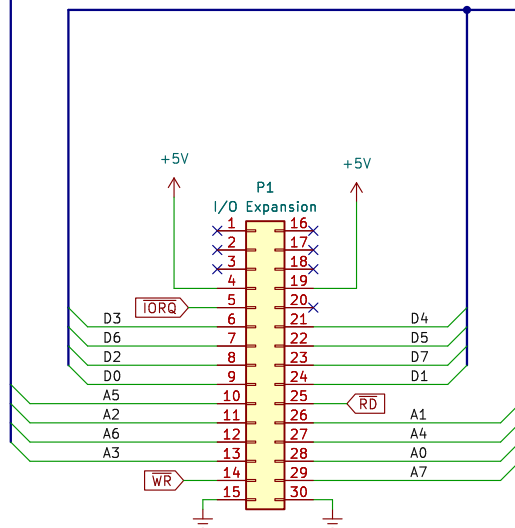 +5V
+5V
P1
I/O Expansion
1 16
2 17
3 18
4 19
5 20
IORQ
D3 6 21 D4
D6 7 22 D5
D2 8 23 D7
D0 9 24 D1
A5 10 25 RD
A2 11 26 A1
A6 12 27 A4
A3 13 28 A0
WR 14 29 A7
15 30